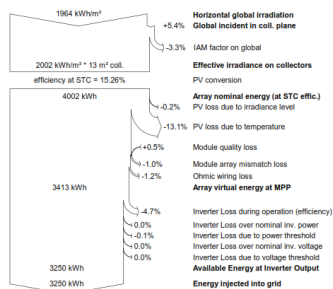 1964 kWh/m²
Horizontal global irradiation
+5.4%
Global incident in coll. plane
-3.3%
IAM factor on global
2002 kWh/m² * 13 m² coll.
Effective irradiance on collectors
efficiency at STC = 15.26%
PV conversion
4002 kWh
Array nominal energy (at STC effic.)
-0.2%
PV loss due to irradiance level
-13.1%
PV loss due to temperature
+0.5%
Module quality loss
-1.0%
Module array mismatch loss
-1.2%
Ohmic wiring loss
3413 kWh
Array virtual energy at MPP
-4.7%
Inverter Loss during operation (efficiency)
0.0%
Inverter Loss over nominal inv. power
-0.1%
Inverter Loss due to power threshold
0.0%
Inverter Loss over nominal inv. voltage
0.0%
Inverter Loss due to voltage threshold
3250 kWh
Available Energy at Inverter Output
3250 kWh
Energy injected into grid